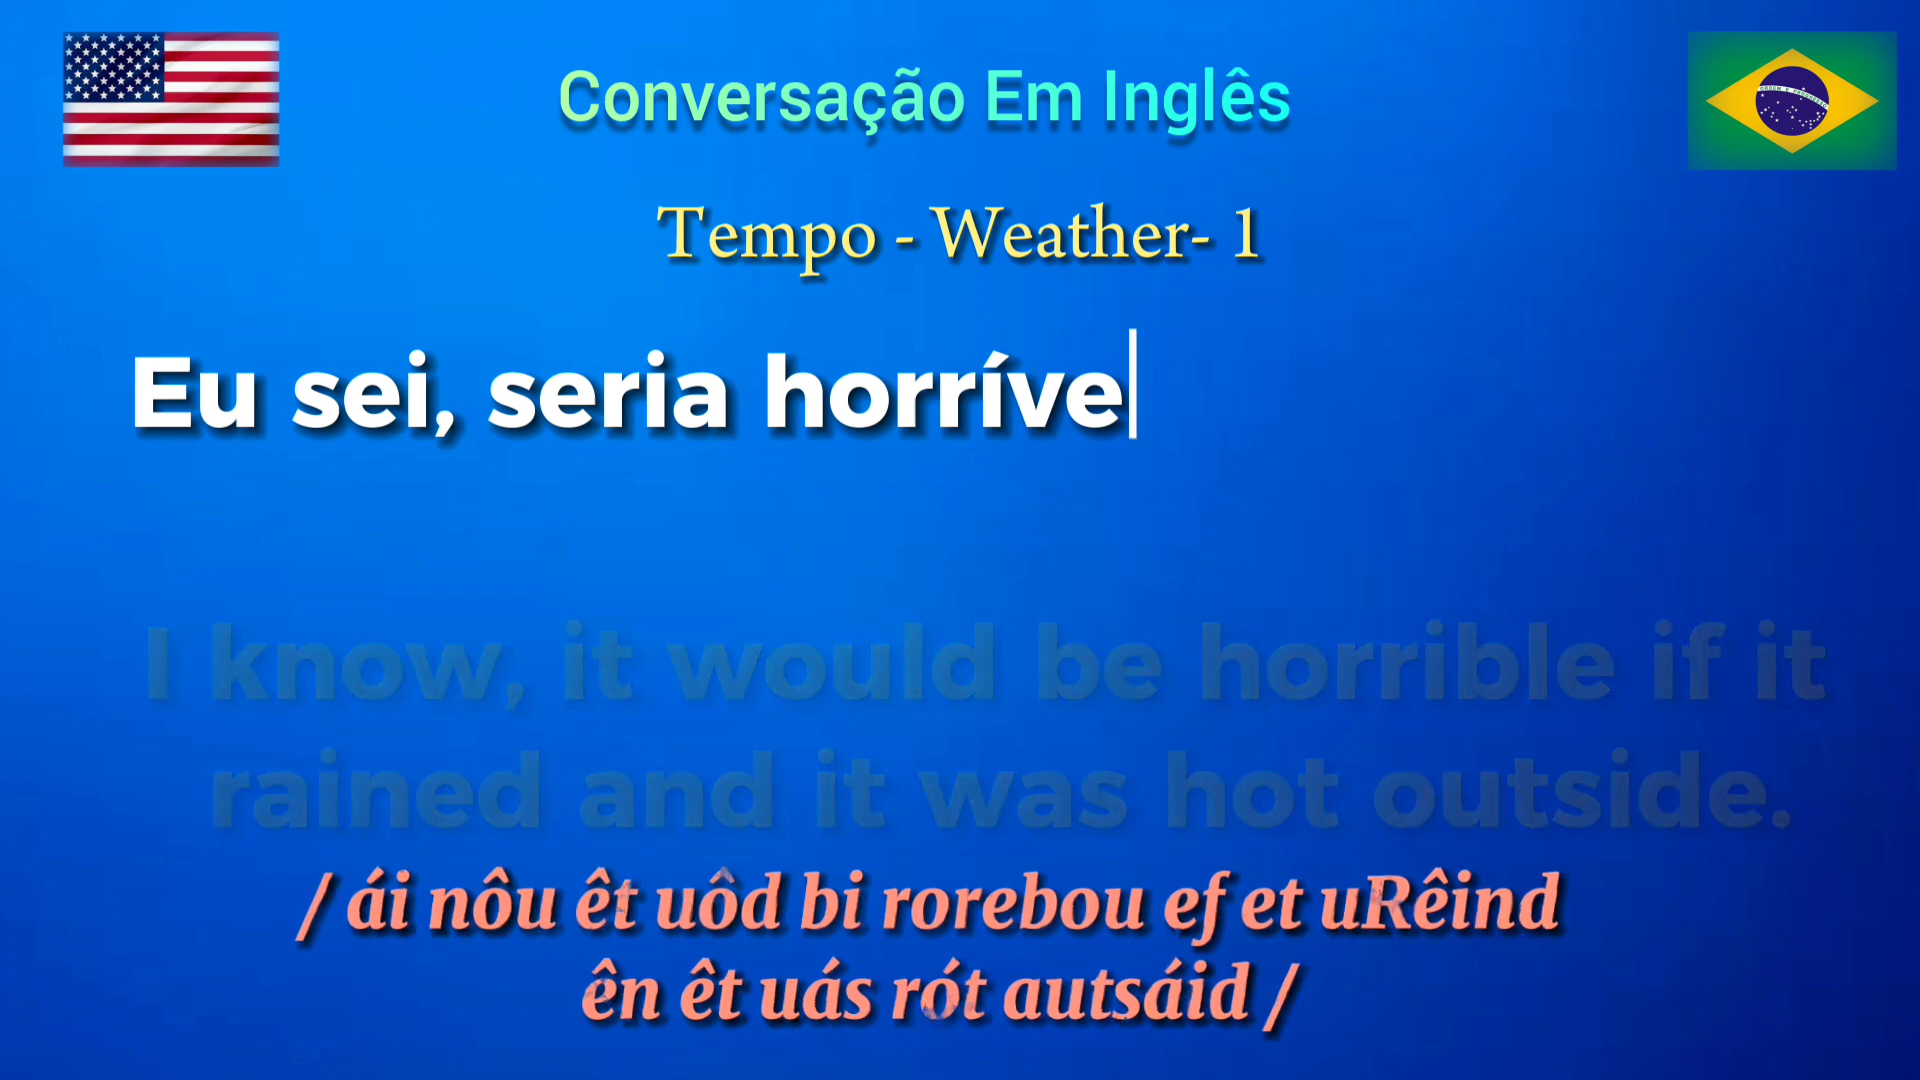 Conversação Em Inglês
Tempo - Weather- 1
Eu sei, seria horríve
I know, it would be horrible if it
rained and it was hot outside.
/ ái nôu êt uôd bi rorebou ef et uRêind
ên êt uás rót autsáid /